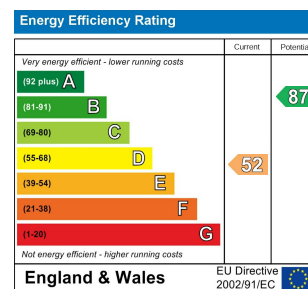 Energy Efficiency Rating
Current Potentia
Very energy efficient - lower running costs
(92 plus) A
(81-91) B
87
(69-80) C
(55-68) D
52
(39-54) E
(21-38) F
(1-20) G
Not energy efficient - higher running costs
England & Wales
EU Directive
2002/91/EC